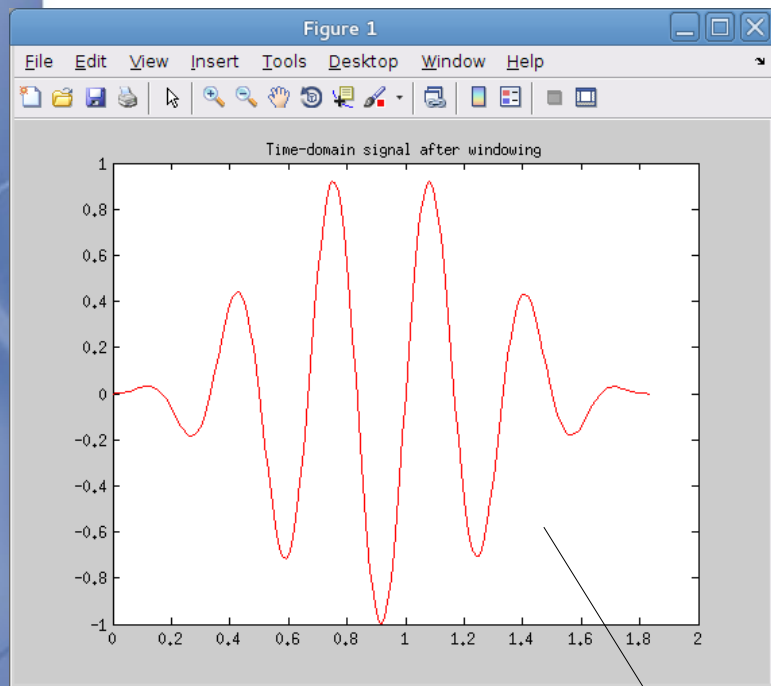 Figure 1
File Edit View Insert Tools Desktop Window Help
Time-domain signal after windowing
1
0.8
0.6
0.4
0.2
0
-0.2
-0.4
-0.6
-0.8
-1
0 0.2 0.4 0.6 0.8 1 1.2 1.4 1.6 1.8 2